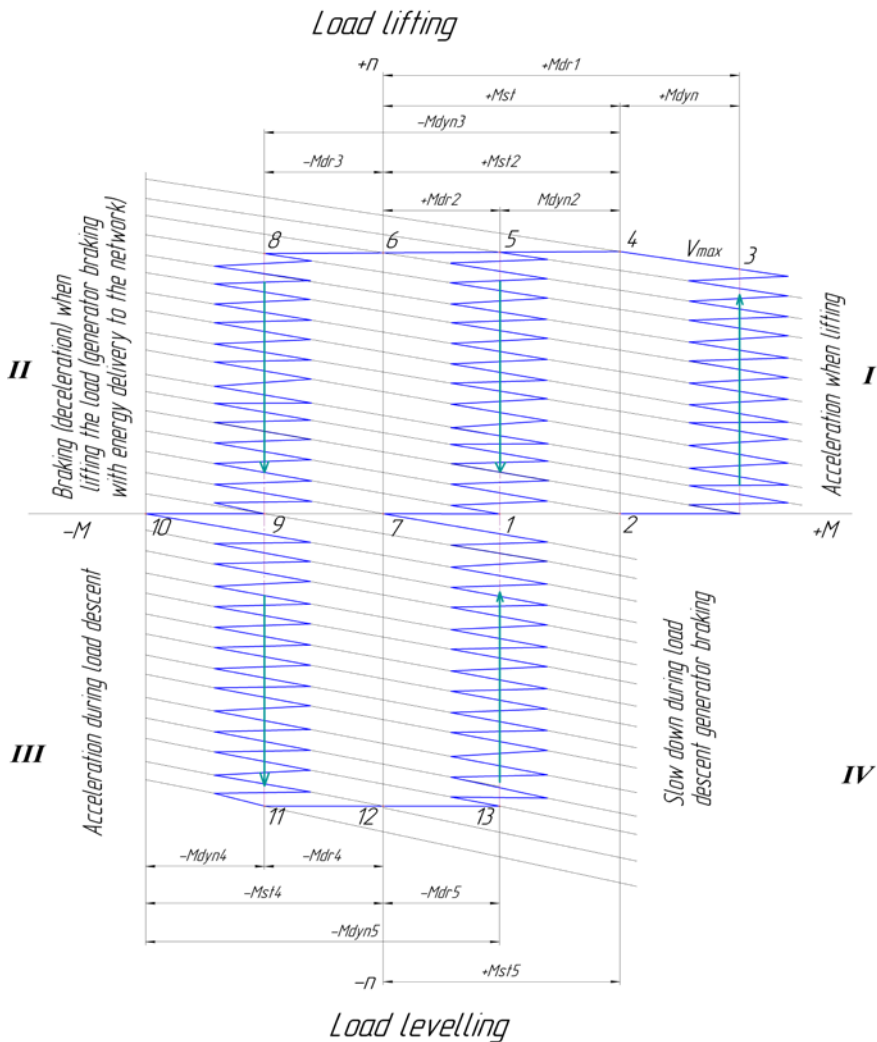 Load lifting
+n
+Mdr1
+Mst
+Mdyn
−Mdyn3
−Mdr3
+Mst2
+Mdr2
Mdyn2
8
6
5
4
Vmax
3
II
Braking (deceleration) when
lifting the load (generator braking
with energy delivery to the network)
I
Acceleration when lifting
−M
10
9
7
1
2
+M
Acceleration during load descent
III
Slow down during load
descent generator braking
IV
11
12
13
−Mdyn4
−Mdr4
−Mst4
−Mdr5
−Mdyn5
+Mst5
−n
Load levelling